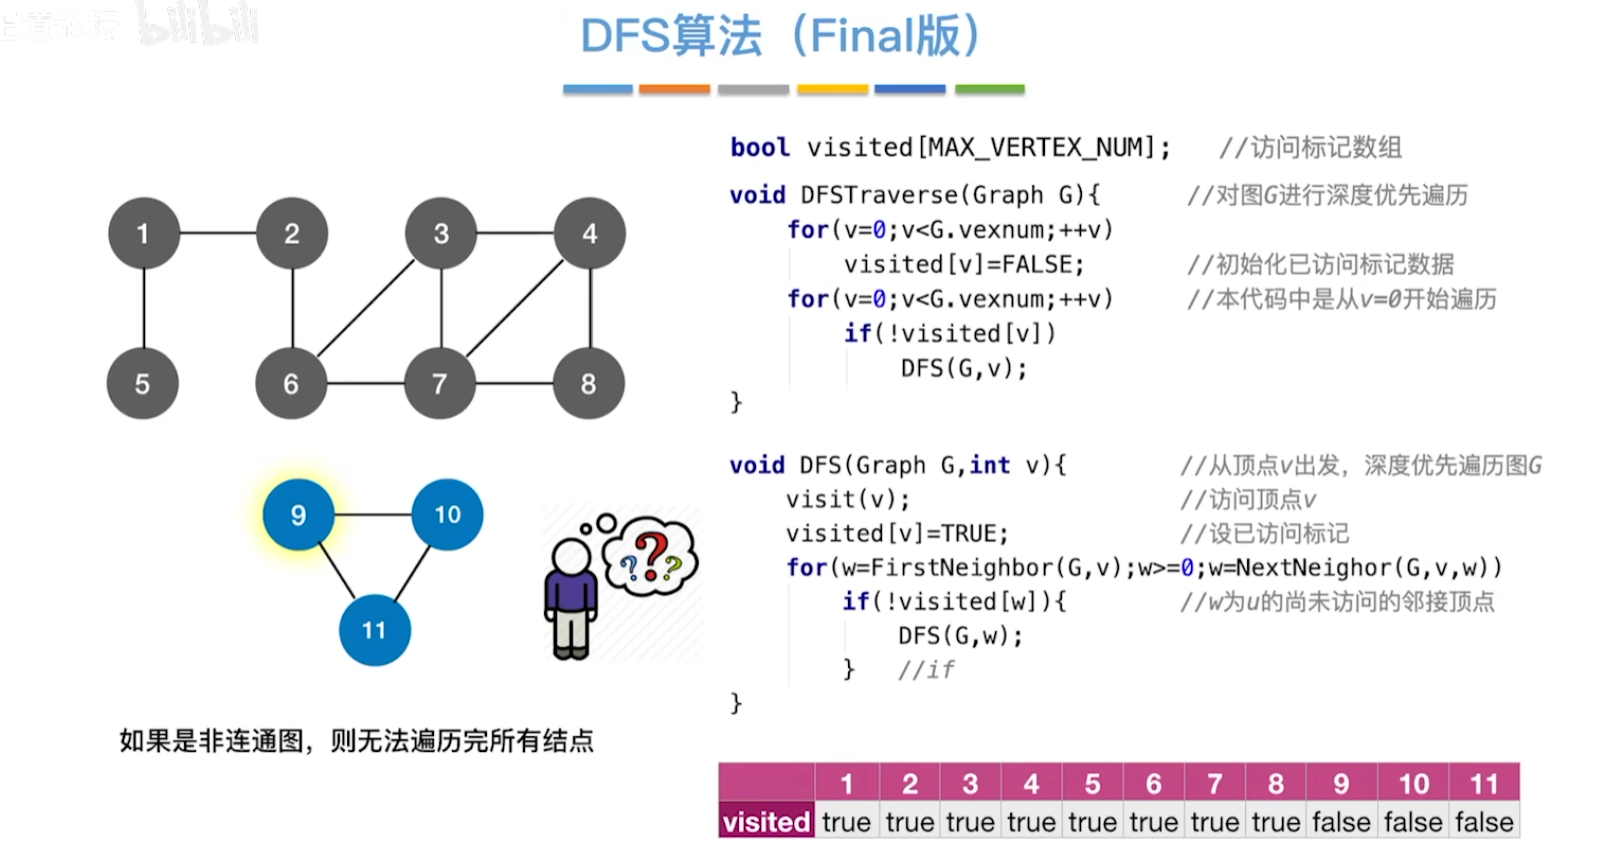 bilibili
DFS算法（Final版）
bool visited[MAX_VERTEX_NUM]; //访问标记数组
void DFSTraverse(Graph G){ //对图G进行深度优先遍历
for(v=0;v<G.vexnum;++v)
visited[v]=FALSE; //初始化已访问标记数据
for(v=0;v<G.vexnum;++v) //本代码中是从v=0开始遍历
if(!visited[v])
DFS(G,v);
}
void DFS(Graph G,int v){ //从顶点v出发，深度优先遍历图G
visit(v); //访问顶点v
visited[v]=TRUE; //设已访问标记
for(w=FirstNeighbor(G,v);w>=0;w=NextNeighor(G,v,w))
if(!visited[w]){ //w为u的尚未访问的邻接顶点
DFS(G,w);
} //if
}
1 2 3 4
5 6 7 8
9 10
11
? ? ?
如果是非连通图，则无法遍历完所有结点
1 2 3 4 5 6 7 8 9 10 11
visited true true true true true true true true false false false